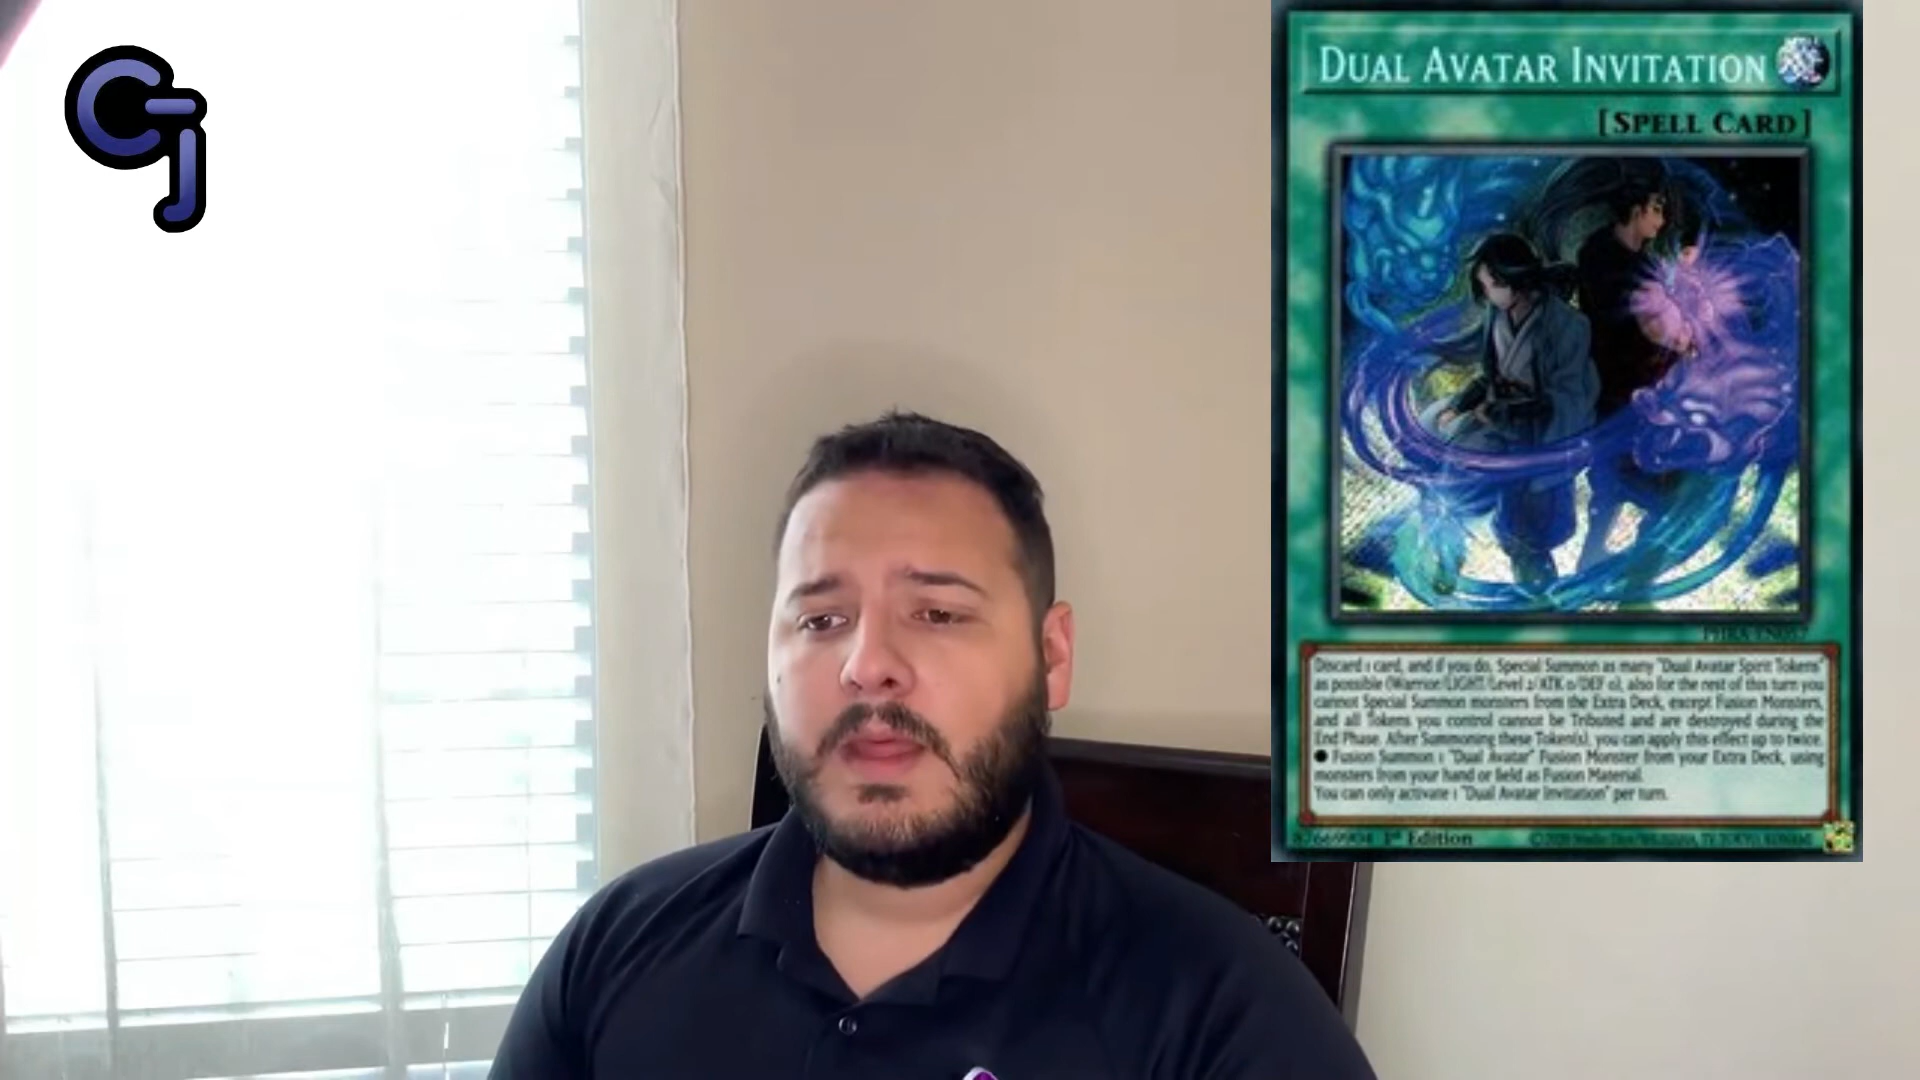 CJ
DUAL AVATAR INVITATION
[SPELL CARD]
PHRA-EN057
Discard 1 card, and if you do, Special Summon as many "Dual Avatar Spirit Tokens"
as possible (Warrior/LIGHT/Level 2/ATK 0/DEF 0), also for the rest of this turn you
cannot Special Summon monsters from the Extra Deck, except Fusion Monsters,
and all Tokens you control cannot be Tributed and are destroyed during the
End Phase. After Summoning these Token(s), you can apply this effect up to twice.
● Fusion Summon 1 "Dual Avatar" Fusion Monster from your Extra Deck, using
monsters from your hand or field as Fusion Material.
You can only activate 1 "Dual Avatar Invitation" per turn.
87669904 1st Edition